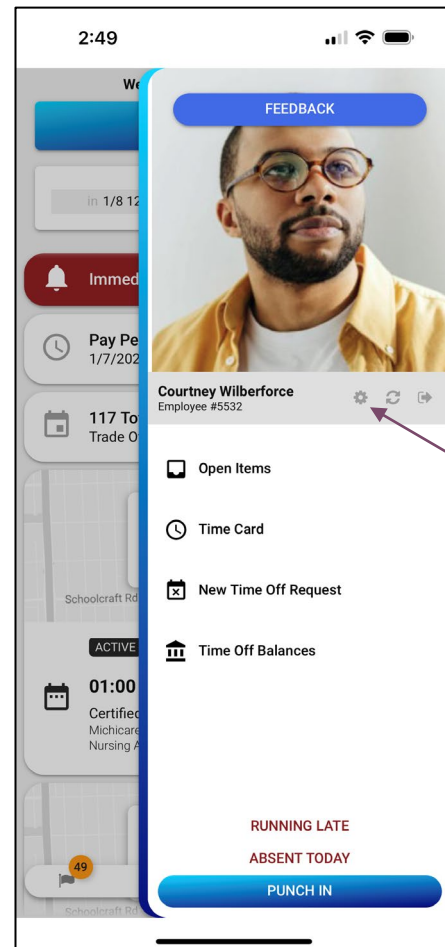 2:49
We
FEEDBACK
in 1/8 12
Immed
Pay Pe
1/7/202
Courtney Wilberforce
Employee #5532
117 To
Trade O
Open Items
Time Card
New Time Off Request
Schoolcraft Rd
Time Off Balances
ACTIVE
01:00
Certified
Michicare
Nursing A
RUNNING LATE
ABSENT TODAY
49
PUNCH IN
Schoolcraft Rd